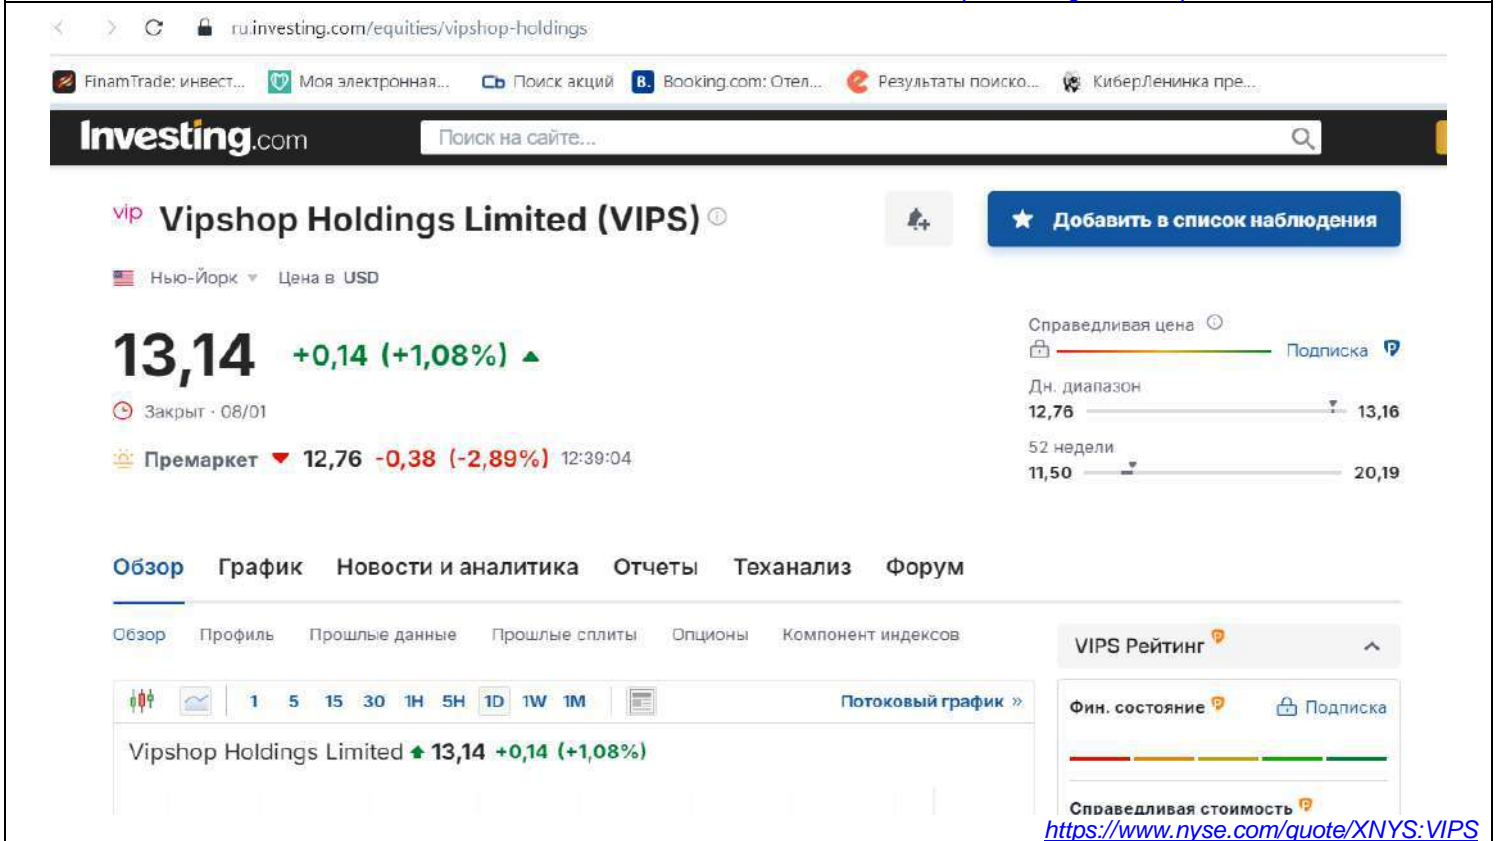 ru.investing.com/equities/vipshop-holdings
FinamTrade: инвест... Моя электронная... Cb Поиск акций B. Booking.com: Отел... Результаты поиско... КиберЛенинка пре...
Investing.com Поиск на сайте...
vip Vipshop Holdings Limited (VIPS)
Добавить в список наблюдения
Нью-Йорк Цена в USD
13,14 +0,14 (+1,08%)
Справедливая цена
Подписка
Закрыт · 08/01
Дн. диапазон
12,76 13,16
Премаркет 12,76 -0,38 (-2,89%) 12:39:04
52 недели
11,50 20,19
Обзор График Новости и аналитика Отчеты Теханализ Форум
Обзор Профиль Прошлые данные Прошлые сплиты Опционы Компонент индексов
VIPS Рейтинг
1 5 15 30 1H 5H 1D 1W 1M Потоковый график »
Фин. состояние Подписка
Vipshop Holdings Limited 13,14 +0,14 (+1,08%)
Справедливая стоимость
https://www.nyse.com/quote/XNYS:VIPS